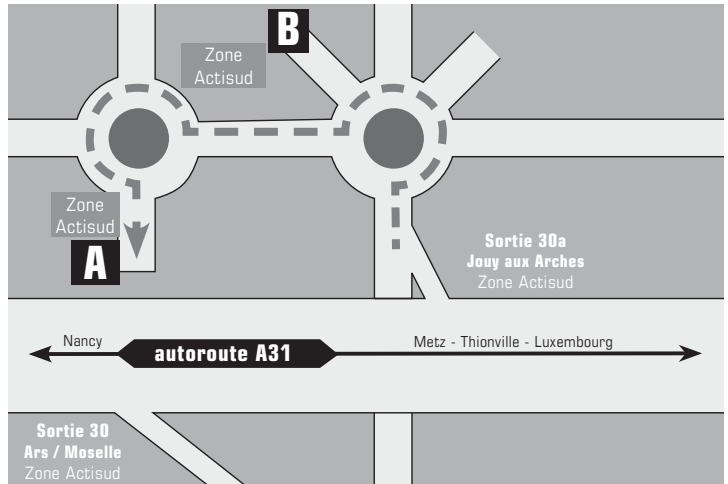 B
Zone
Actisud
Zone
Actisud
A
Sortie 30a
Jouy aux Arches
Zone Actisud
Nancy
autoroute A31
Metz - Thionville - Luxembourg
Sortie 30
Ars / Moselle
Zone Actisud